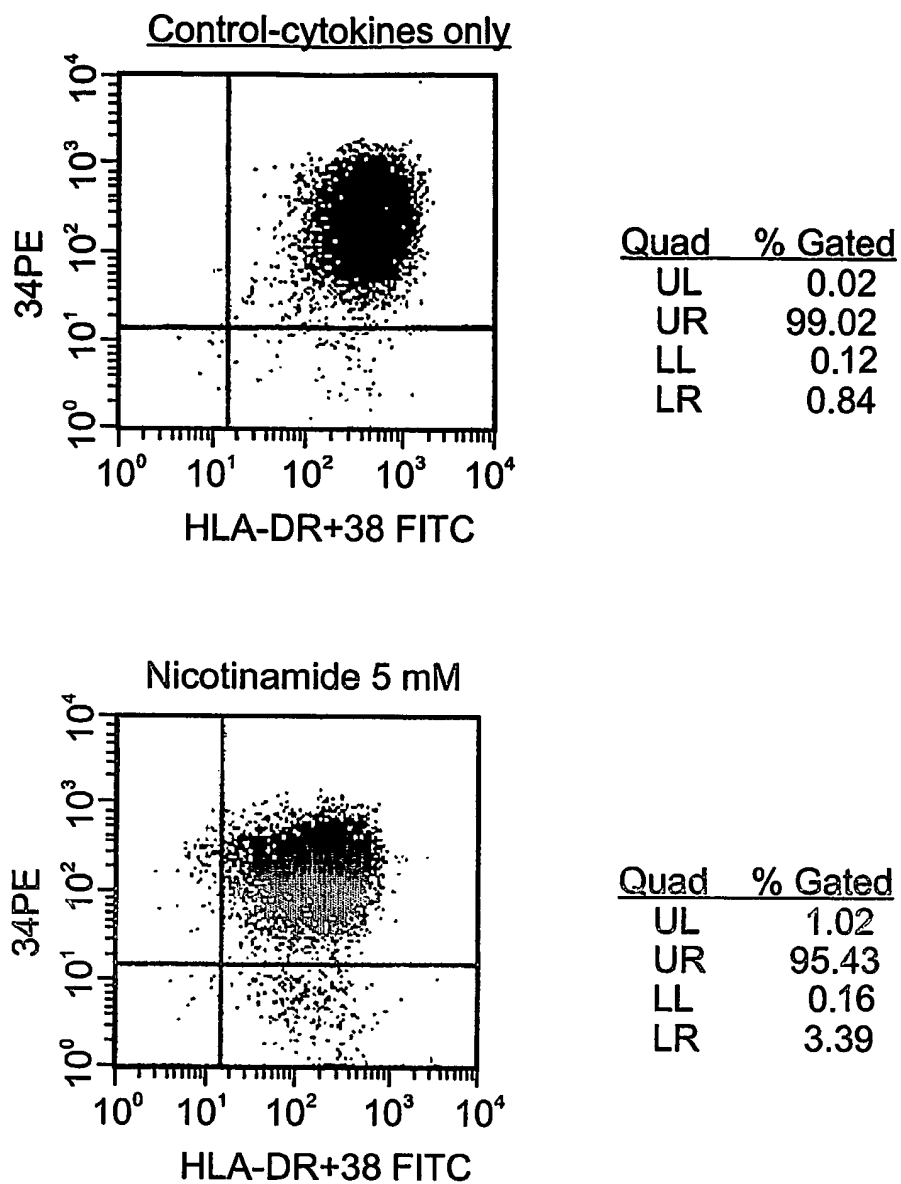 Control-cytokines only
10⁴
10³
10²
10¹
10⁰
34PE
10⁰ 10¹ 10² 10³ 10⁴
HLA-DR+38 FITC
Quad % Gated
UL 0.02
UR 99.02
LL 0.12
LR 0.84
Nicotinamide 5 mM
10⁴
10³
10²
10¹
10⁰
34PE
10⁰ 10¹ 10² 10³ 10⁴
HLA-DR+38 FITC
Quad % Gated
UL 1.02
UR 95.43
LL 0.16
LR 3.39